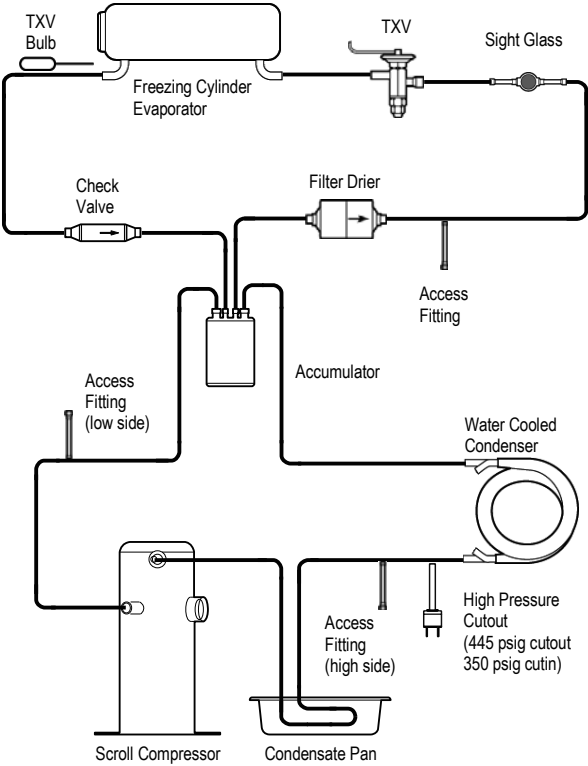 TXV
Bulb
TXV
Sight Glass
Freezing Cylinder
Evaporator
Check
Valve
Filter Drier
Access
Fitting
Accumulator
Access
Fitting
(low side)
Water Cooled
Condenser
Access
Fitting
(high side)
High Pressure
Cutout
(445 psig cutout
350 psig cutin)
Scroll Compressor
Condensate Pan